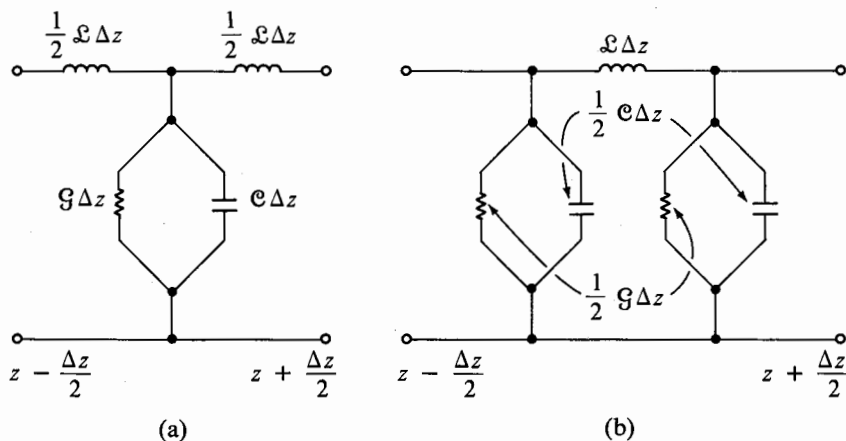 1/2 ℒΔz
1/2 ℒΔz
𝒢Δz
𝒞Δz
z − Δz/2
z + Δz/2
(a)
ℒΔz
1/2 𝒞Δz
1/2 𝒢Δz
z − Δz/2
z + Δz/2
(b)